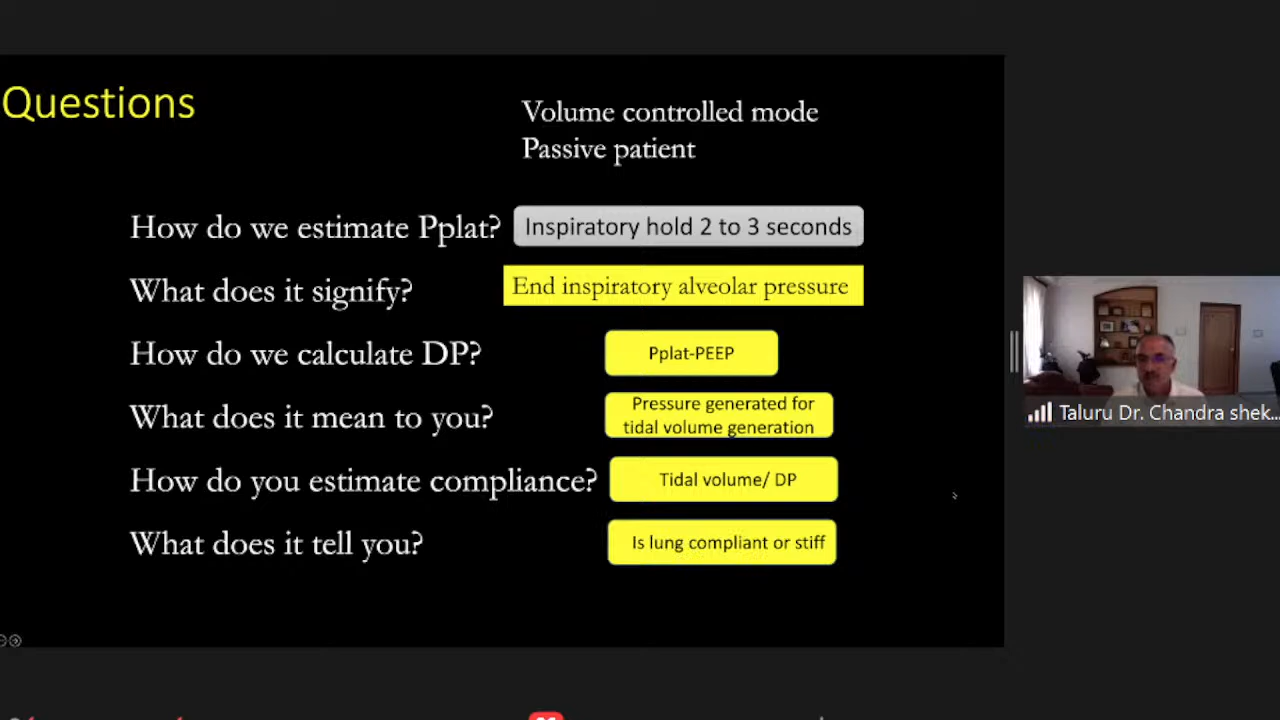 Questions
Volume controlled mode
Passive patient
How do we estimate Pplat?
Inspiratory hold 2 to 3 seconds
What does it signify?
End inspiratory alveolar pressure
How do we calculate DP?
Pplat-PEEP
What does it mean to you?
Pressure generated for
tidal volume generation
How do you estimate compliance?
Tidal volume/ DP
What does it tell you?
Is lung compliant or stiff
Taluru Dr. Chandra shek...